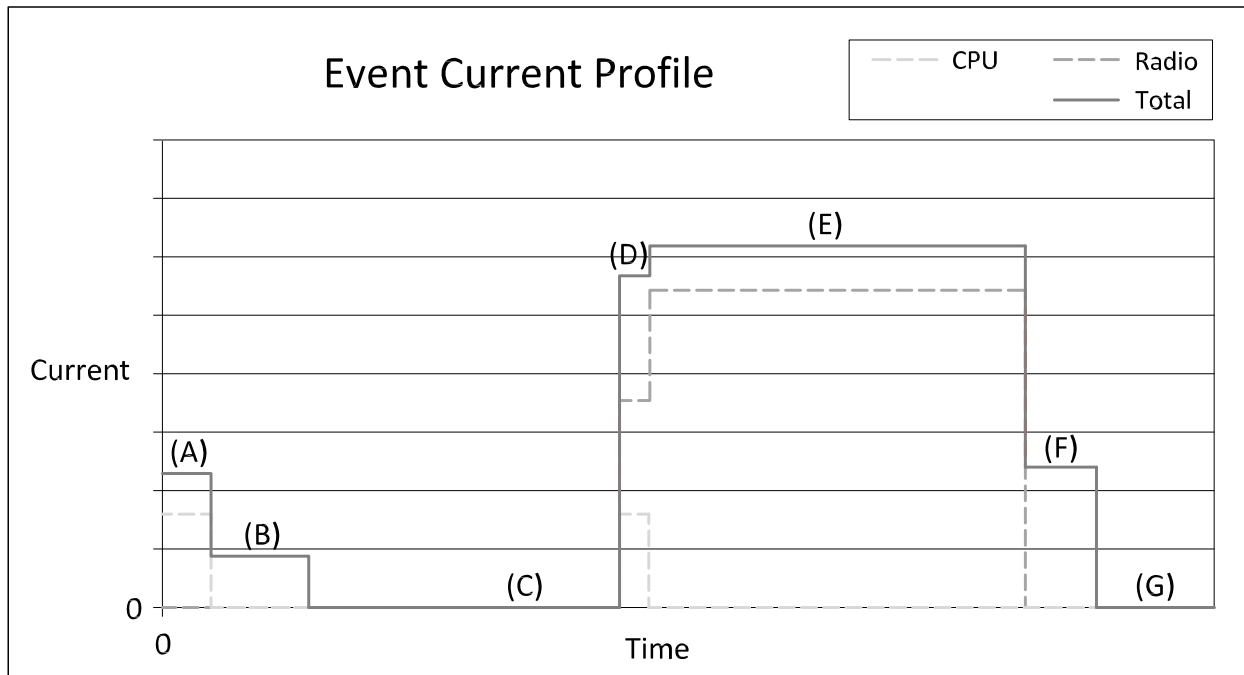 Event Current Profile
CPU
Radio
Total
(E)
(D)
Current
(A)
(F)
(B)
(C)
(G)
0
0
Time